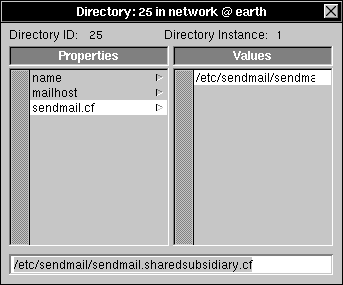 Directory: 25 in network @ earth
Directory ID: 25 Directory Instance: 1
Properties Values
name
mailhost
sendmail.cf
/etc/sendmail/sendma
/etc/sendmail/sendmail.sharedsubsidiary.cf